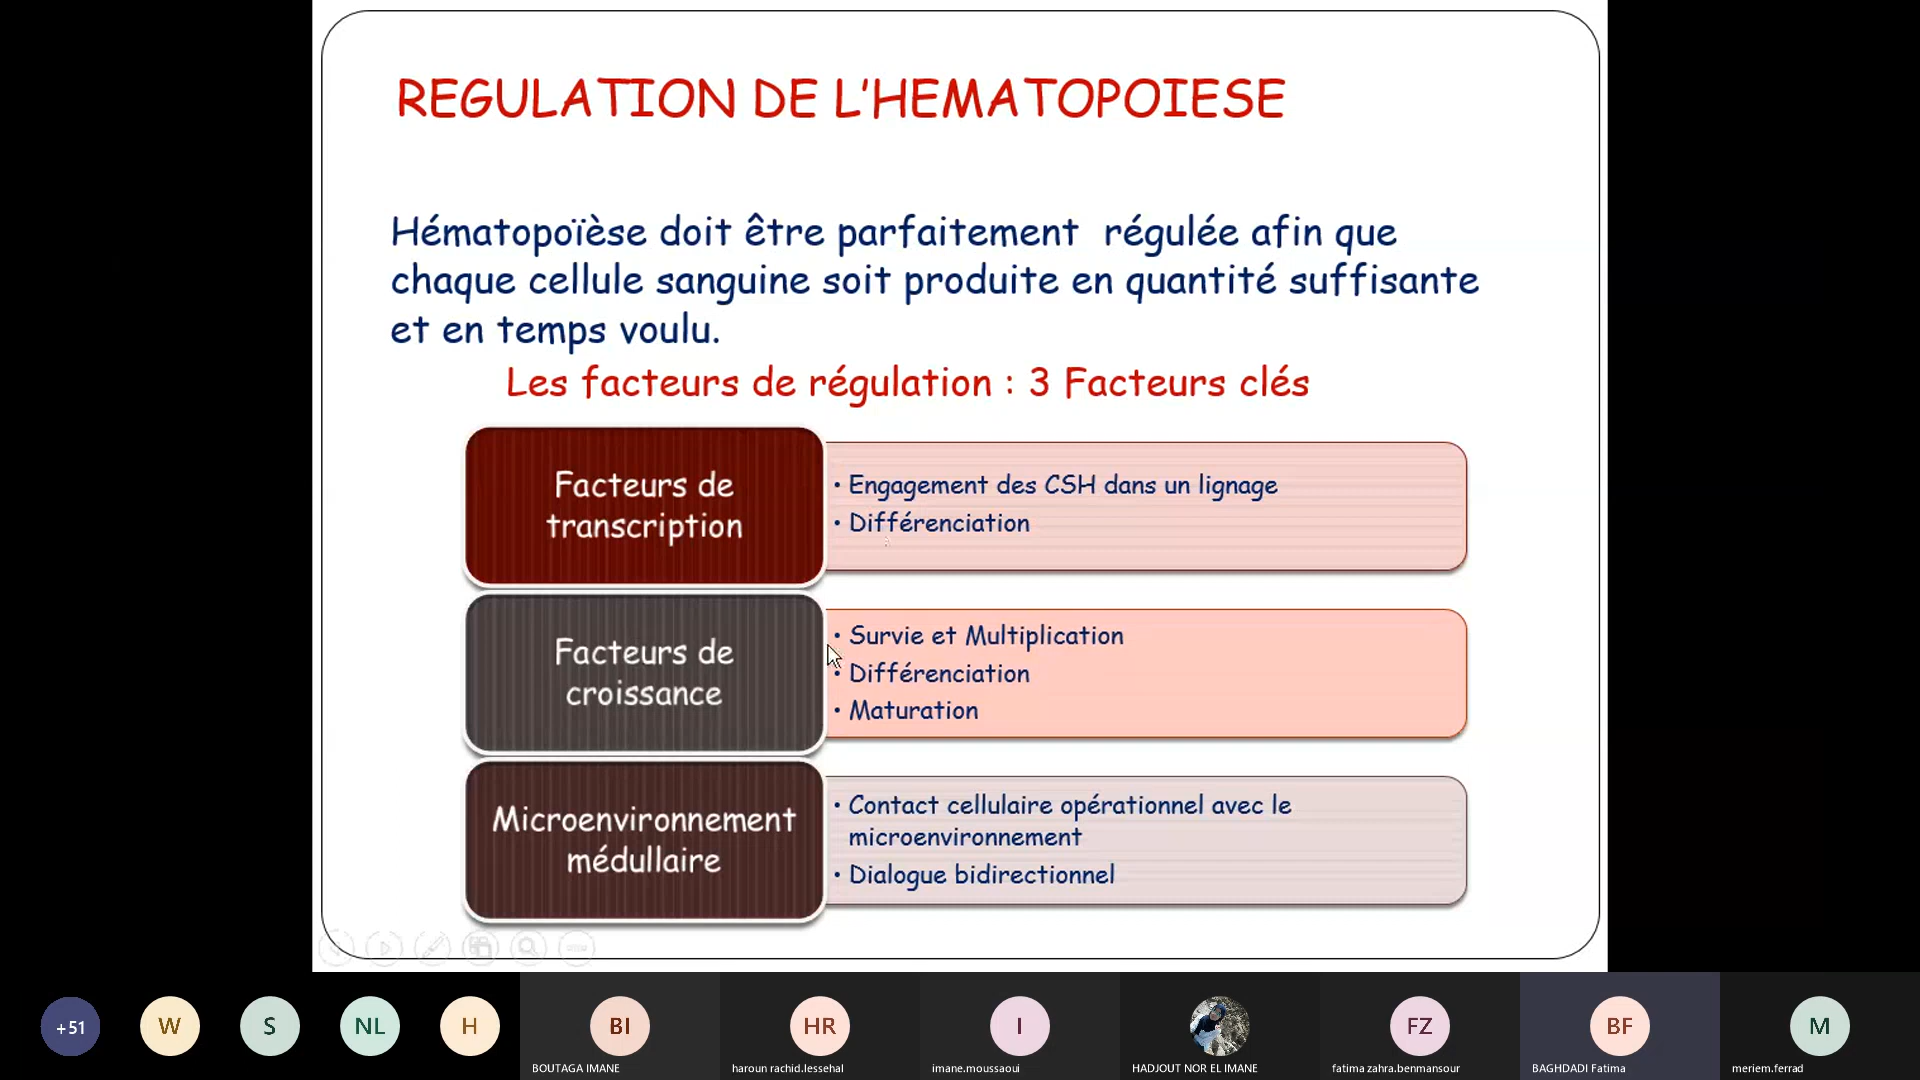 REGULATION DE L'HEMATOPOIESE
Hématopoïèse doit être parfaitement régulée afin que
chaque cellule sanguine soit produite en quantité suffisante
et en temps voulu.
Les facteurs de régulation : 3 Facteurs clés
Facteurs de
transcription
• Engagement des CSH dans un lignage
• Différenciation
Facteurs de
croissance
• Survie et Multiplication
• Différenciation
• Maturation
Microenvironnement
médullaire
• Contact cellulaire opérationnel avec le
microenvironnement
• Dialogue bidirectionnel
+51
W
S
NL
H
BI
HR
I
FZ
BF
M
BOUTAGA IMANE
haroun rachid.lessehal
imane.moussaoui
HADJOUT NOR EL IMANE
fatima zahra.benmansour
BAGHDADI Fatima
meriem.ferrad